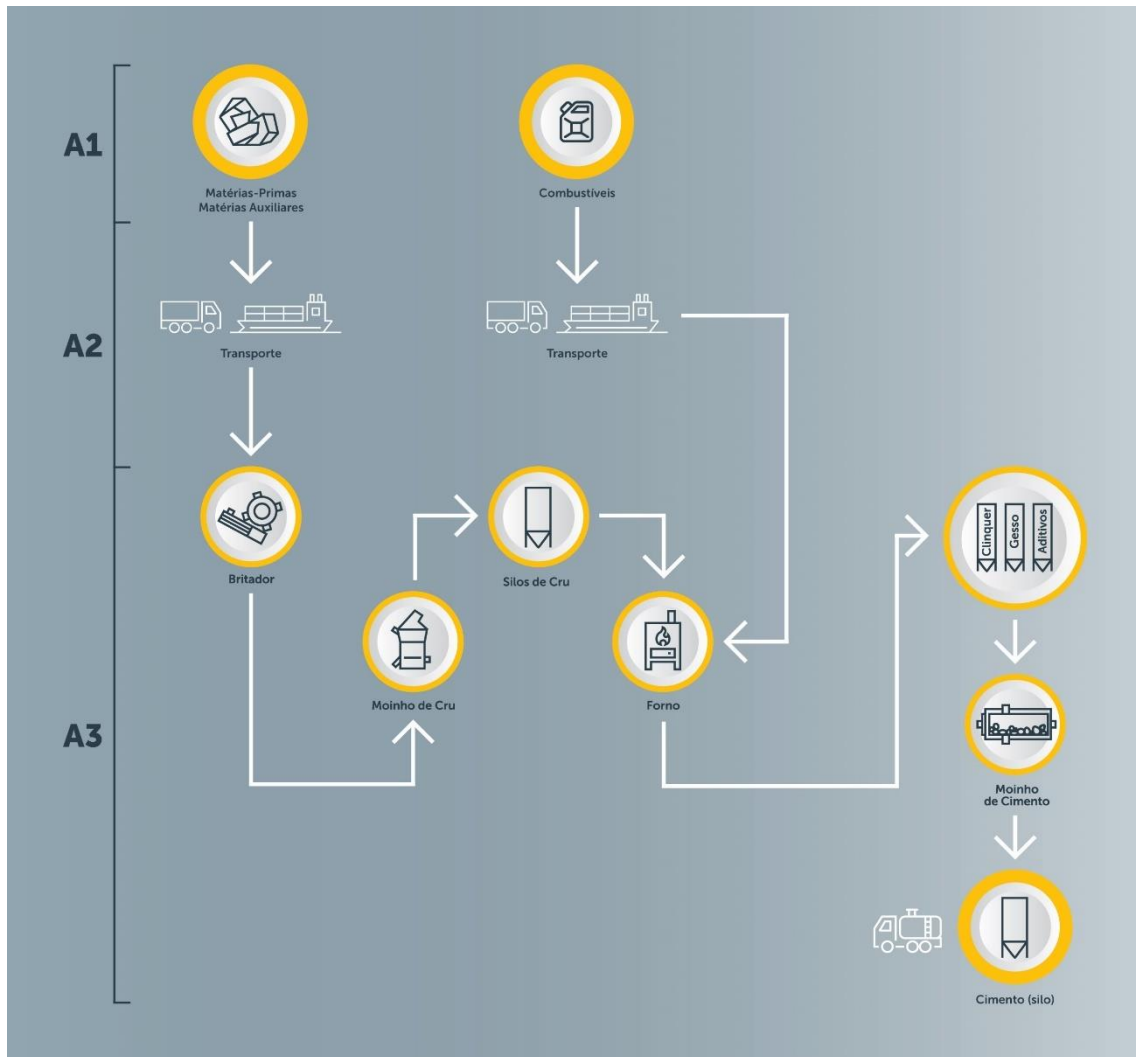 A1
Matérias-Primas
Matérias Auxiliares
Combustíveis
A2
Transporte
Transporte
A3
Britador
Silos de Cru
Clinquer
Gesso
Aditivos
Moinho de Cru
Forno
Moinho
de Cimento
Cimento (silo)